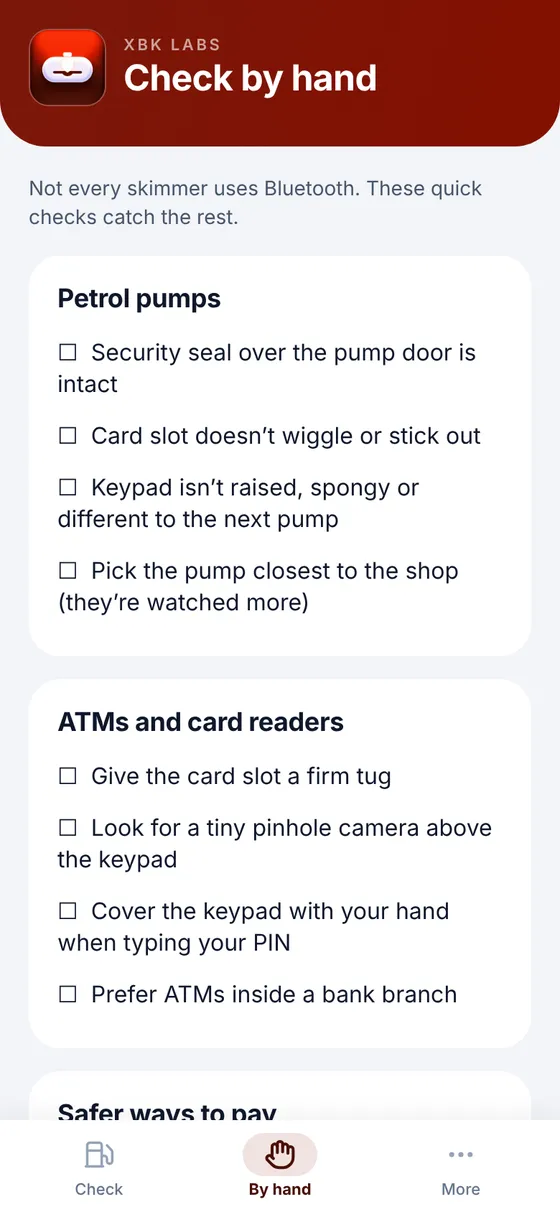 XBK LABS
Check by hand
Not every skimmer uses Bluetooth. These quick
checks catch the rest.
Petrol pumps
☐ Security seal over the pump door is
intact
☐ Card slot doesn’t wiggle or stick out
☐ Keypad isn’t raised, spongy or
different to the next pump
☐ Pick the pump closest to the shop
(they’re watched more)
ATMs and card readers
☐ Give the card slot a firm tug
☐ Look for a tiny pinhole camera above
the keypad
☐ Cover the keypad with your hand
when typing your PIN
☐ Prefer ATMs inside a bank branch
Safer ways to pay
Check
By hand
More